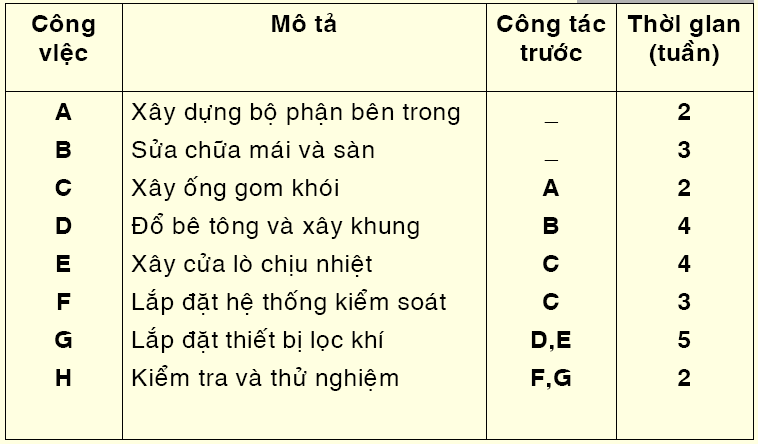 Công việc Mô tả Công tác trước Thời gian (tuần)
A Xây dựng bộ phận bên trong _ 2
B Sửa chữa mái và sàn _ 3
C Xây ống gom khói A 2
D Đổ bê tông và xây khung B 4
E Xây cửa lò chịu nhiệt C 4
F Lắp đặt hệ thống kiểm soát C 3
G Lắp đặt thiết bị lọc khí D,E 5
H Kiểm tra và thử nghiệm F,G 2